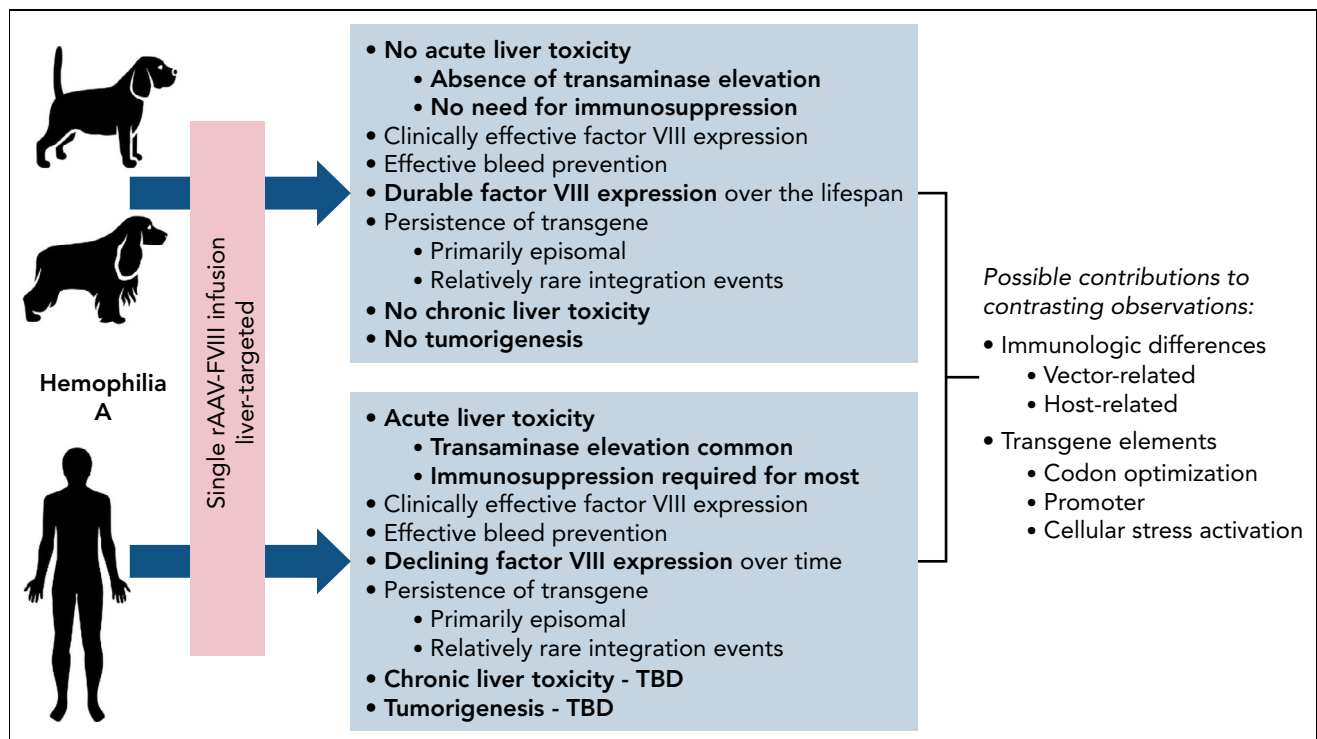 Hemophilia
A
Single rAAV-FVIII infusion
liver-targeted
• No acute liver toxicity
• Absence of transaminase elevation
• No need for immunosuppression
• Clinically effective factor VIII expression
• Effective bleed prevention
• Durable factor VIII expression over the lifespan
• Persistence of transgene
• Primarily episomal
• Relatively rare integration events
• No chronic liver toxicity
• No tumorigenesis
• Acute liver toxicity
• Transaminase elevation common
• Immunosuppression required for most
• Clinically effective factor VIII expression
• Effective bleed prevention
• Declining factor VIII expression over time
• Persistence of transgene
• Primarily episomal
• Relatively rare integration events
• Chronic liver toxicity - TBD
• Tumorigenesis - TBD
Possible contributions to
contrasting observations:
• Immunologic differences
• Vector-related
• Host-related
• Transgene elements
• Codon optimization
• Promoter
• Cellular stress activation